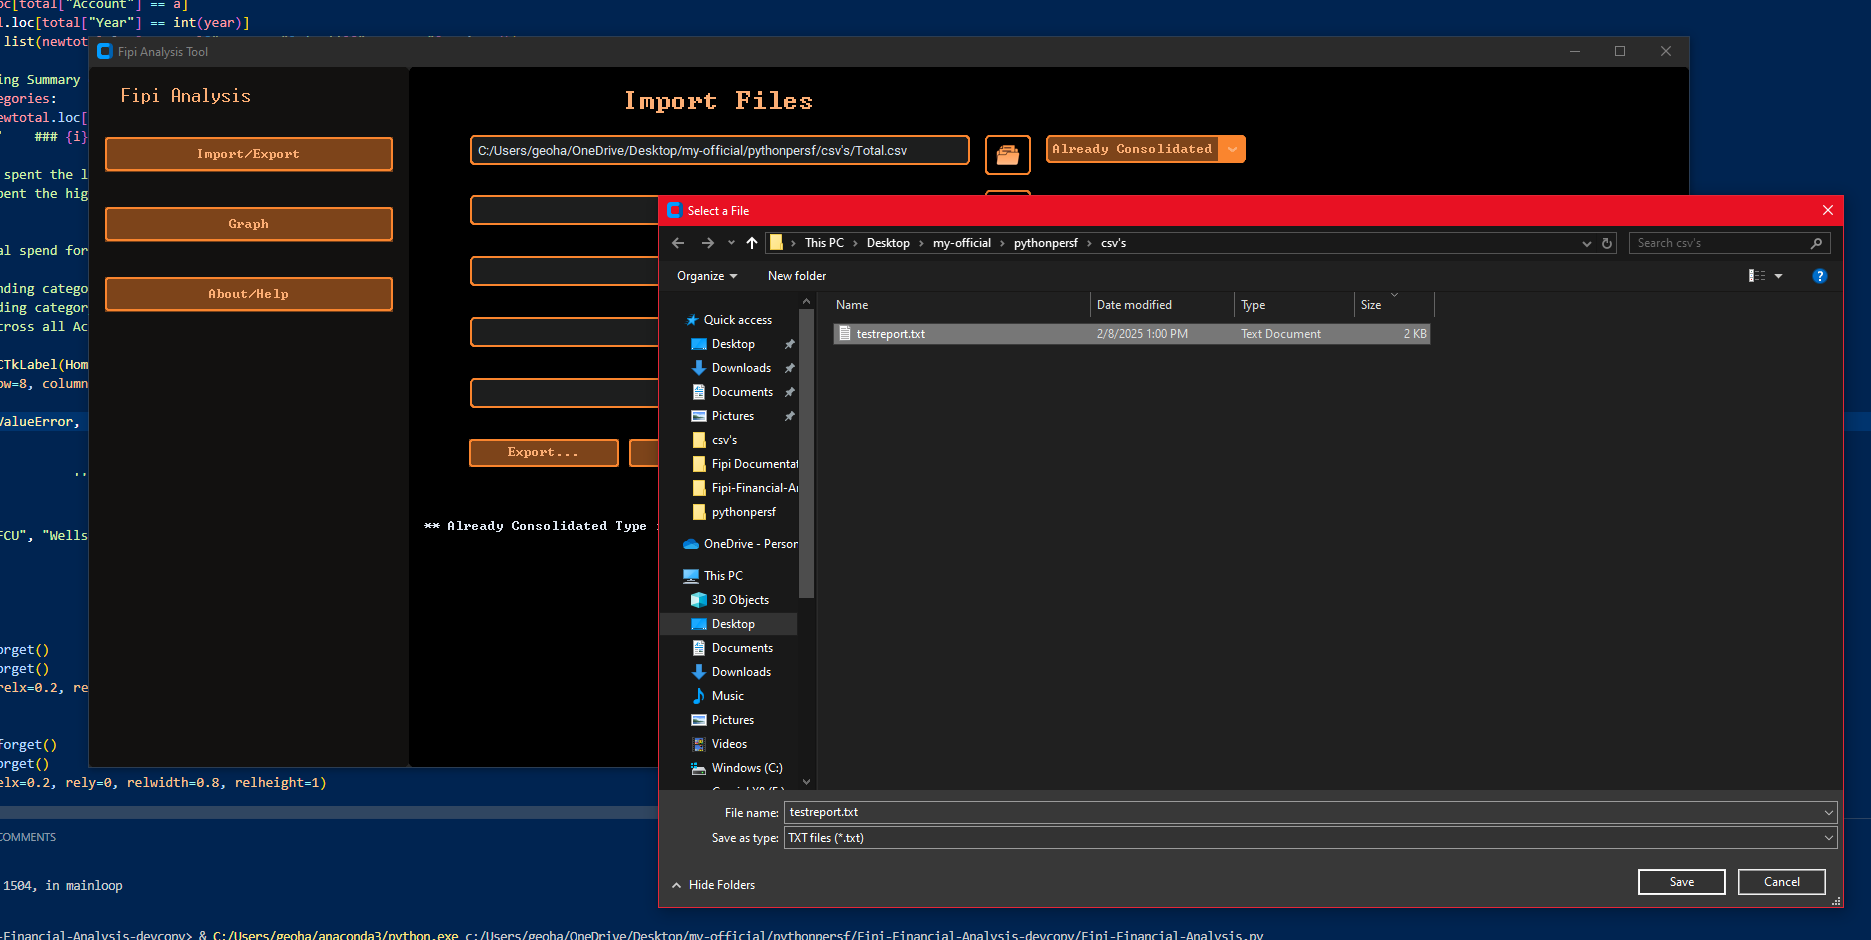 oc[total["Account"] == a]
l.loc[total["Year"] == int(year)]
list(newtot
ing Summary
egories:
ewtotal.loc[
### {i}
spent the l
pent the hig
al spend for
nding catego
ding category
cross all Ac
CTkLabel(Hom
ow=8, column
ValueError,
..
FCU", "Wells
orget()
orget()
relx=0.2, re
forget()
orget()
elx=0.2, rely=0, relwidth=0.8, relheight=1)
COMMENTS
1504, in mainloop
-Financial-Analysis-devcopy> & C:/Users/geoha/anaconda3/python.exe c:/Users/geoha/OneDrive/Desktop/my-official/pythonpersf/Fipi-Financial-Analysis-devcopy/Fipi-Financial-Analysis.py
Fipi Analysis Tool
Fipi Analysis
Import/Export
Graph
About/Help
Import Files
C:/Users/geoha/OneDrive/Desktop/my-official/pythonpersf/csv's/Total.csv
Already Consolidated
Export...
** Already Consolidated Type
Select a File
This PC > Desktop > my-official > pythonpersf > csv's
Search csv's
Organize
New folder
Name Date modified Type Size
testreport.txt 2/8/2025 1:00 PM Text Document 2 KB
Quick access
Desktop
Downloads
Documents
Pictures
csv's
Fipi Documentat
Fipi-Financial-An
pythonpersf
OneDrive - Person
This PC
3D Objects
Desktop
Documents
Downloads
Music
Pictures
Videos
Windows (C:)
File name: testreport.txt
Save as type: TXT files (*.txt)
Hide Folders
Save
Cancel